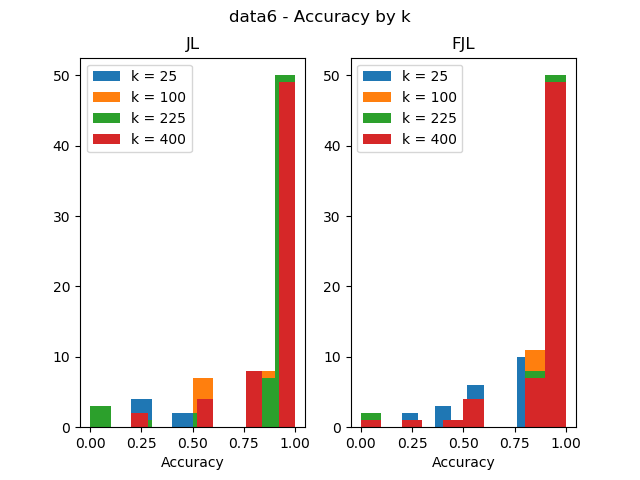 data6 - Accuracy by k
JL
FJL
k = 25
k = 100
k = 225
k = 400
k = 25
k = 100
k = 225
k = 400
50
40
30
20
10
0
50
40
30
20
10
0
0.00 0.25 0.50 0.75 1.00
0.00 0.25 0.50 0.75 1.00
Accuracy
Accuracy